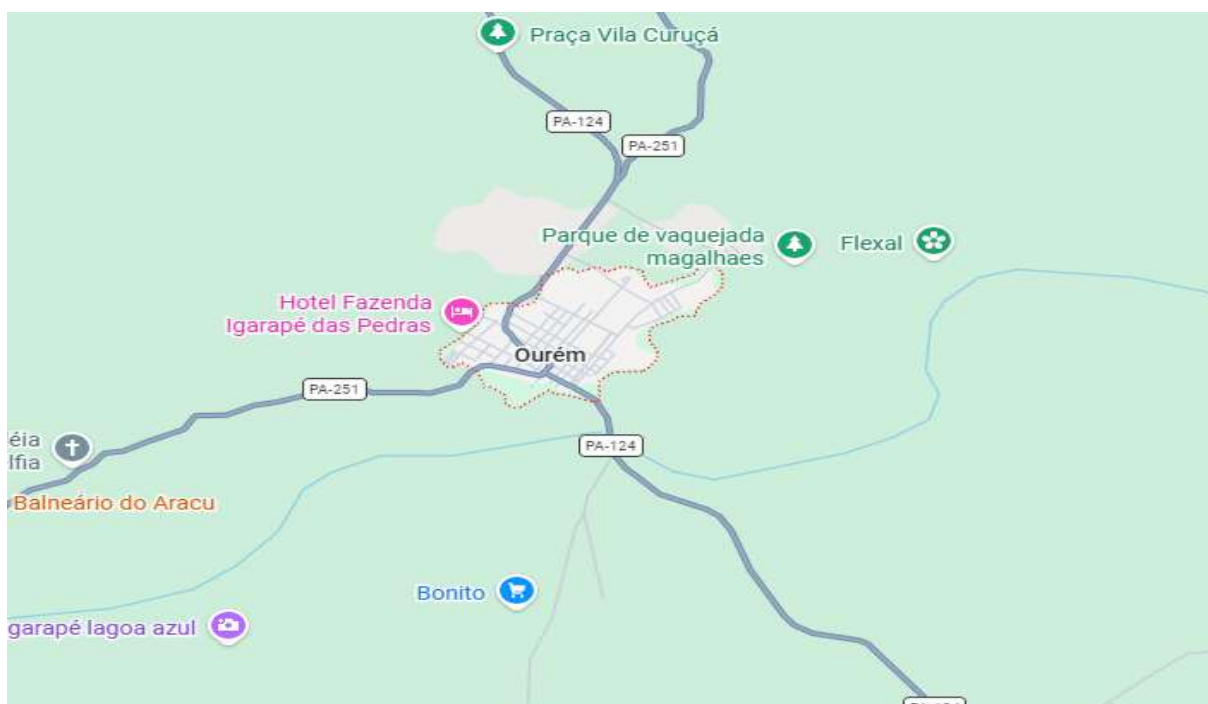 Praça Vila Curuçá
PA-124
PA-251
Parque de vaquejada
magalhaes
Flexal
Hotel Fazenda
Igarapé das Pedras
Ourém
PA-251
éia
lfia
PA-124
Balneário do Aracu
Bonito
garapé lagoa azul